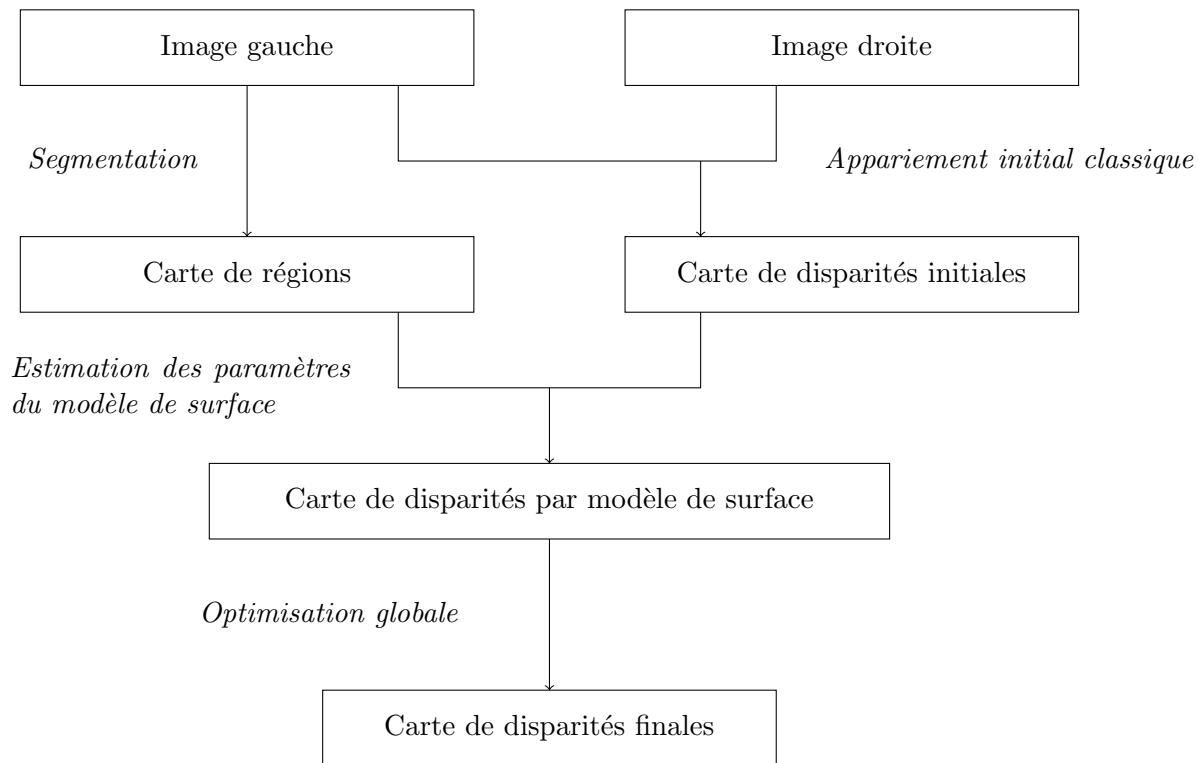 Image gauche
Image droite
Segmentation
Appariement initial classique
Carte de régions
Carte de disparités initiales
Estimation des paramètres
du modèle de surface
Carte de disparités par modèle de surface
Optimisation globale
Carte de disparités finales